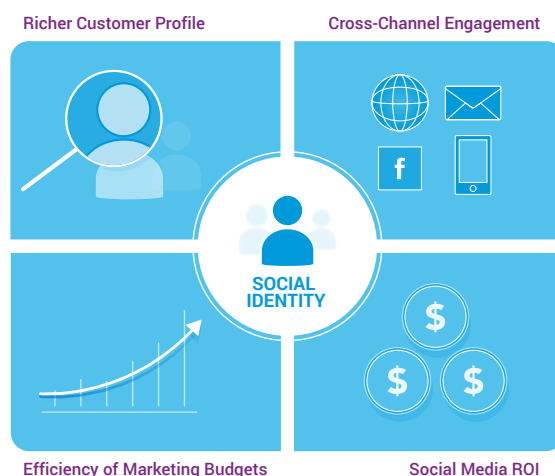 Richer Customer Profile
Cross-Channel Engagement
f
SOCIAL
IDENTITY
$
$
$
Efficiency of Marketing Budgets
Social Media ROI